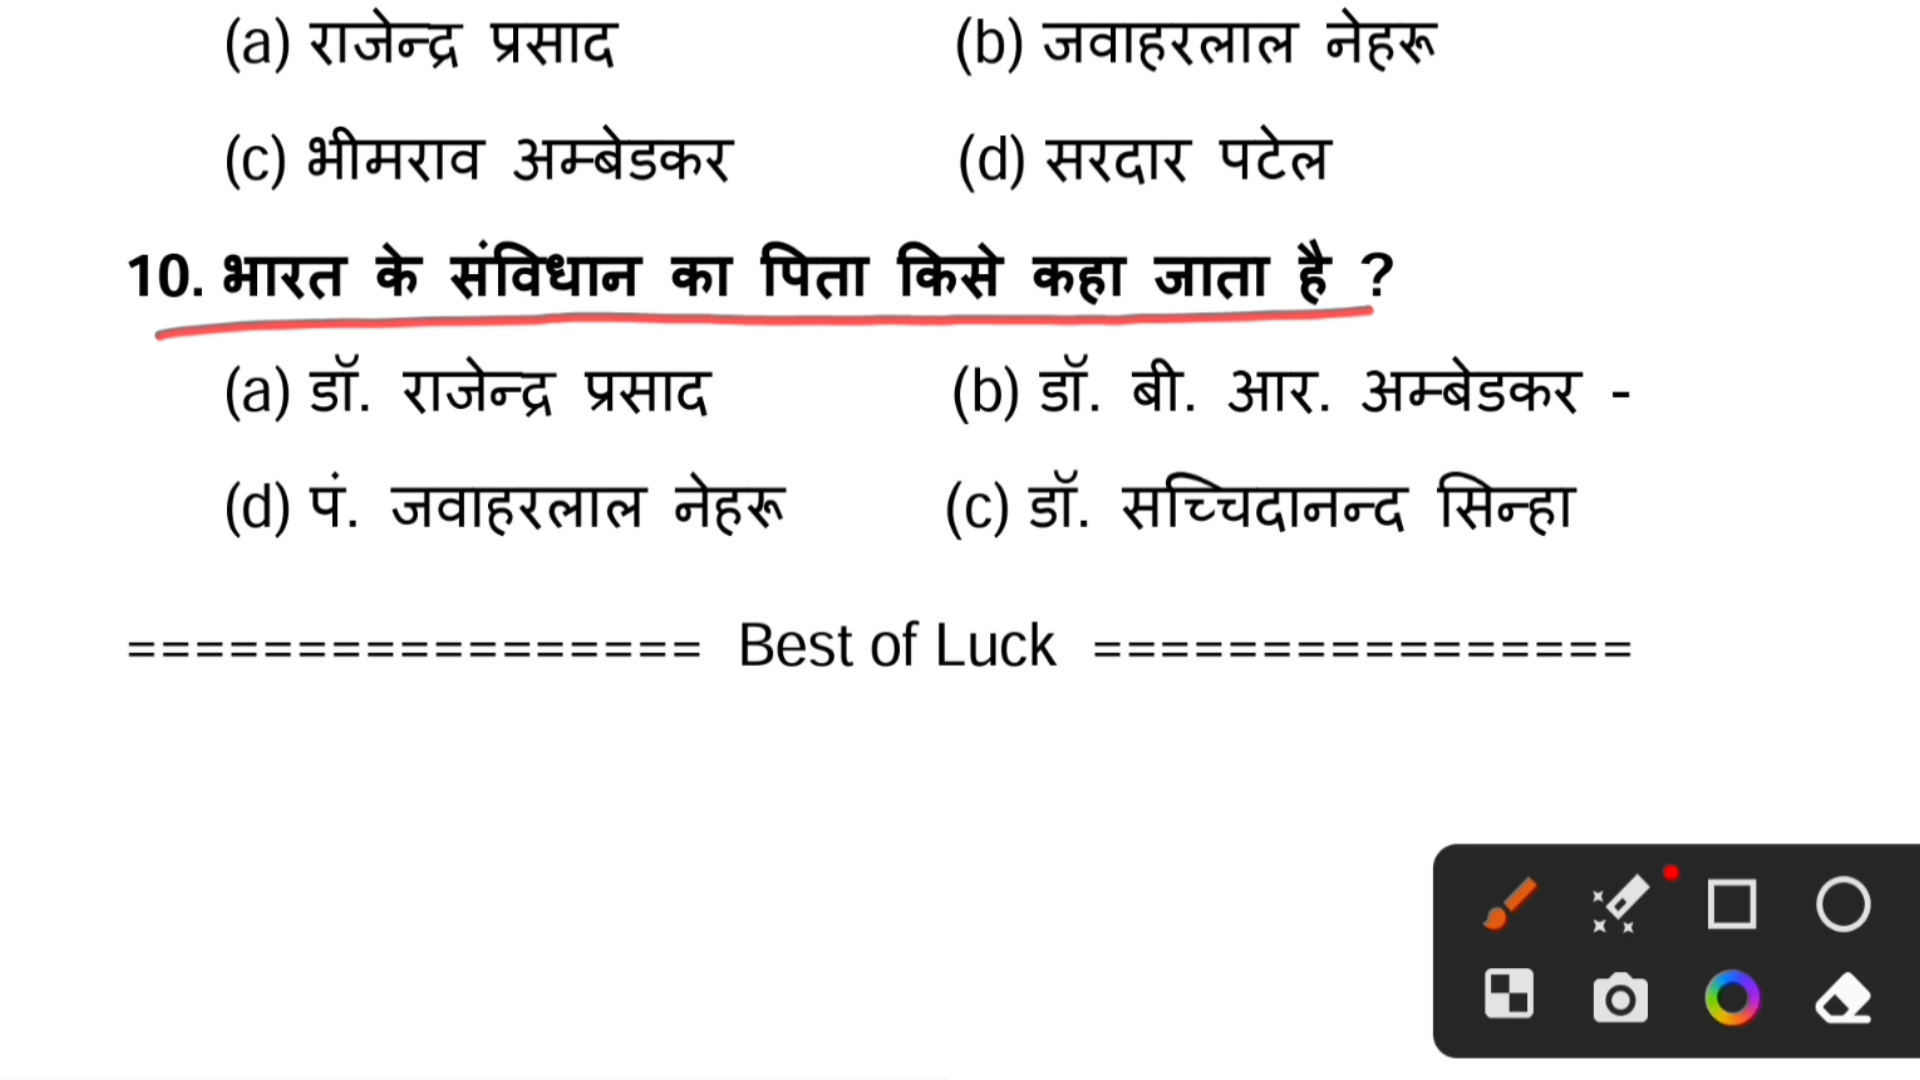 (a) राजेन्द्र प्रसाद (b) जवाहरलाल नेहरू
(c) भीमराव अम्बेडकर (d) सरदार पटेल
10. भारत के संविधान का पिता किसे कहा जाता है ?
(a) डॉ. राजेन्द्र प्रसाद (b) डॉ. बी. आर. अम्बेडकर -
(d) पं. जवाहरलाल नेहरू (c) डॉ. सच्चिदानन्द सिन्हा
================= Best of Luck ================